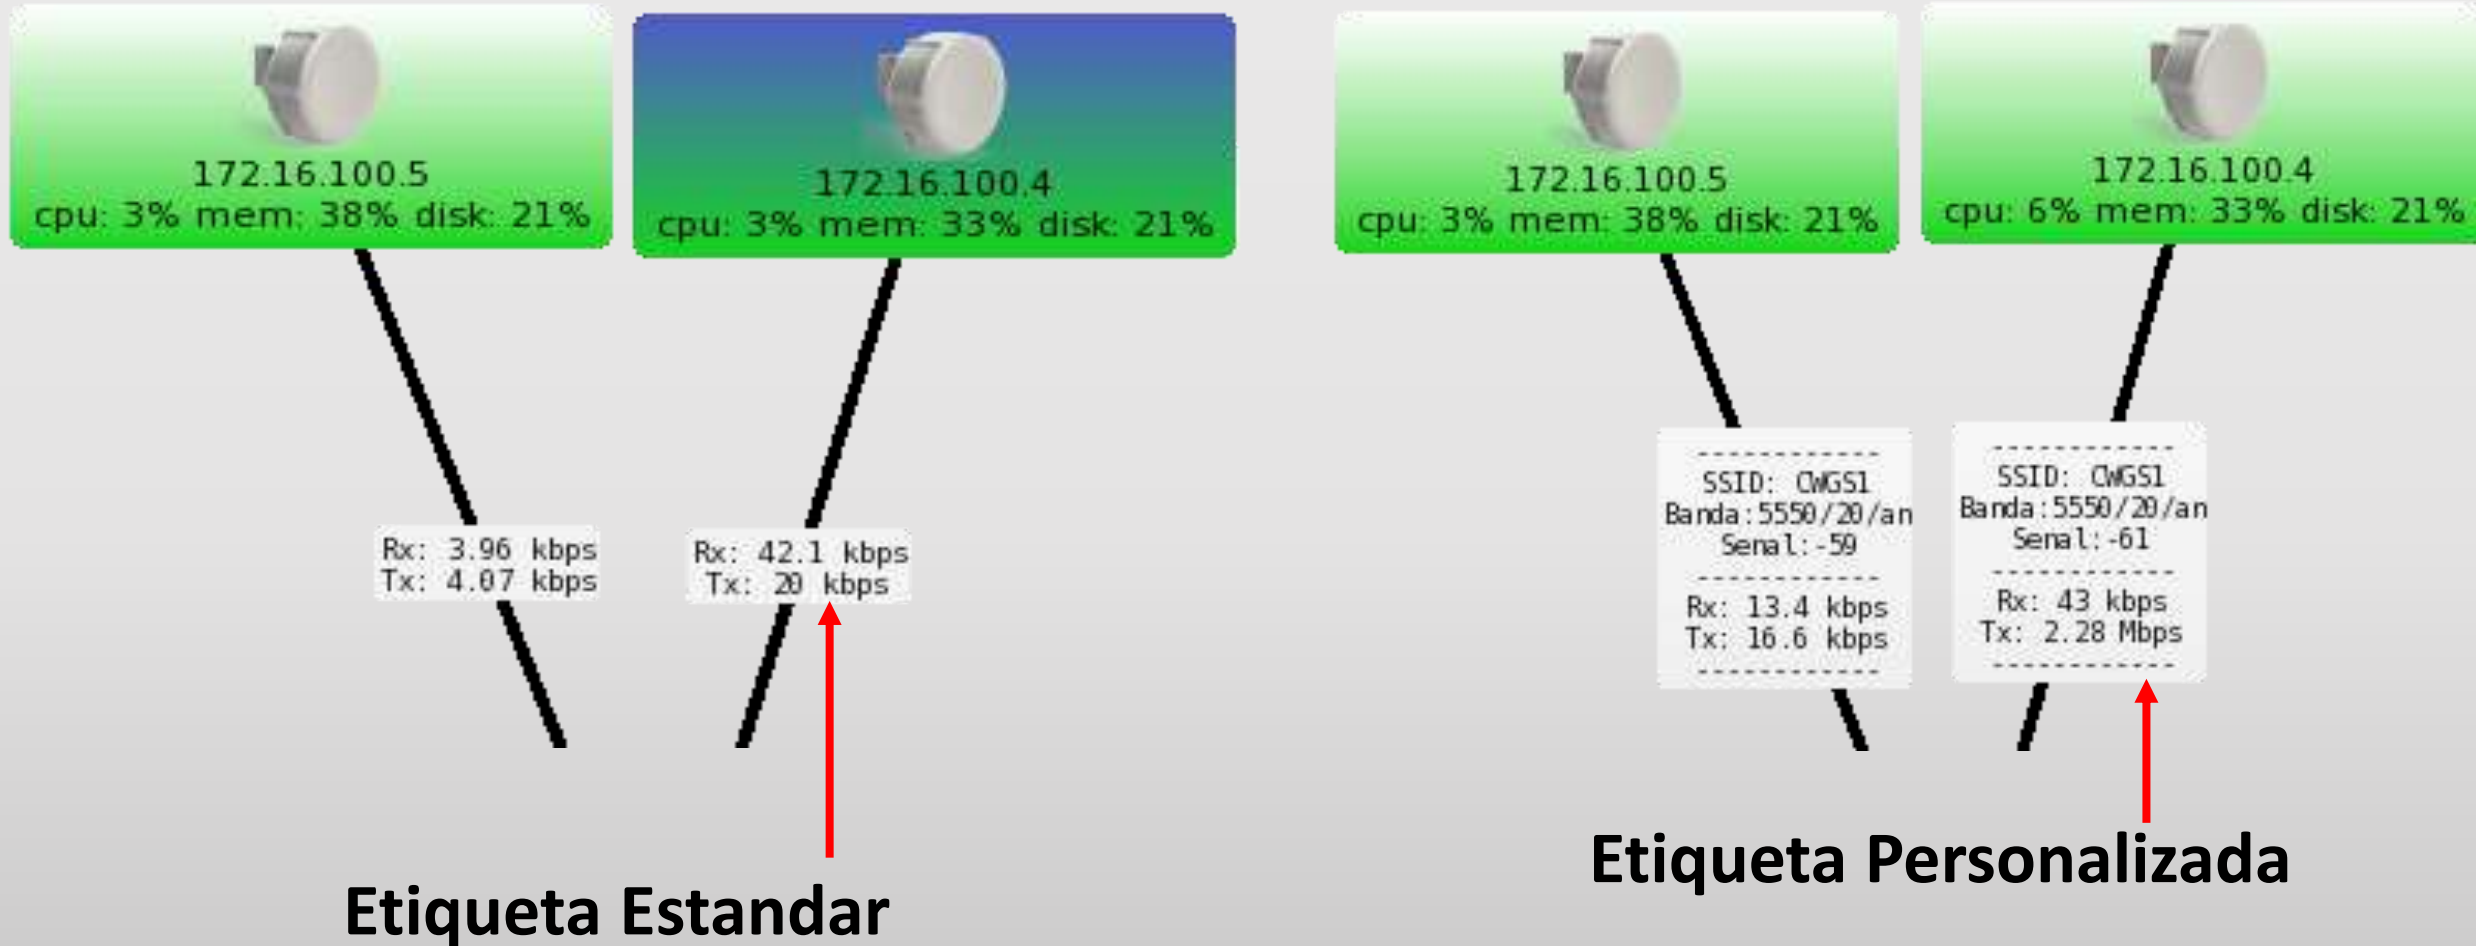 172.16.100.5
cpu: 3% mem: 38% disk: 21%
172.16.100.4
cpu: 3% mem: 33% disk: 21%
Rx: 3.96 kbps
Tx: 4.07 kbps
Rx: 42.1 kbps
Tx: 20 kbps
Etiqueta Estandar
172.16.100.5
cpu: 3% mem: 38% disk: 21%
172.16.100.4
cpu: 6% mem: 33% disk: 21%
------------
SSID: CWGS1
Banda:5550/20/an
Senal:-59
------------
Rx: 13.4 kbps
Tx: 16.6 kbps
------------
------------
SSID: CWGS1
Banda:5550/20/an
Senal:-61
------------
Rx: 43 kbps
Tx: 2.28 Mbps
------------
Etiqueta Personalizada